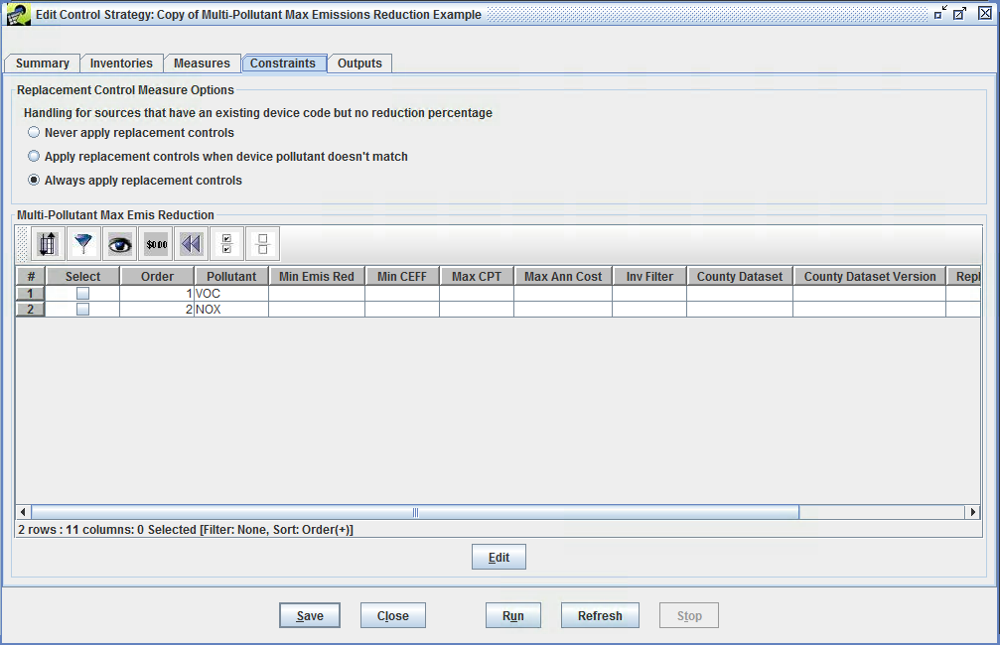 Edit Control Strategy: Copy of Multi-Pollutant Max Emissions Reduction Example
Summary Inventories Measures Constraints Outputs
Replacement Control Measure Options
Handling for sources that have an existing device code but no reduction percentage
Never apply replacement controls
Apply replacement controls when device pollutant doesn't match
Always apply replacement controls
Multi-Pollutant Max Emis Reduction
$000
# Select Order Pollutant Min Emis Red Min CEFF Max CPT Max Ann Cost Inv Filter County Dataset County Dataset Version Repl
1 1 VOC
2 2 NOX
2 rows : 11 columns: 0 Selected [Filter: None, Sort: Order(+)]
Edit
Save Close Run Refresh Stop